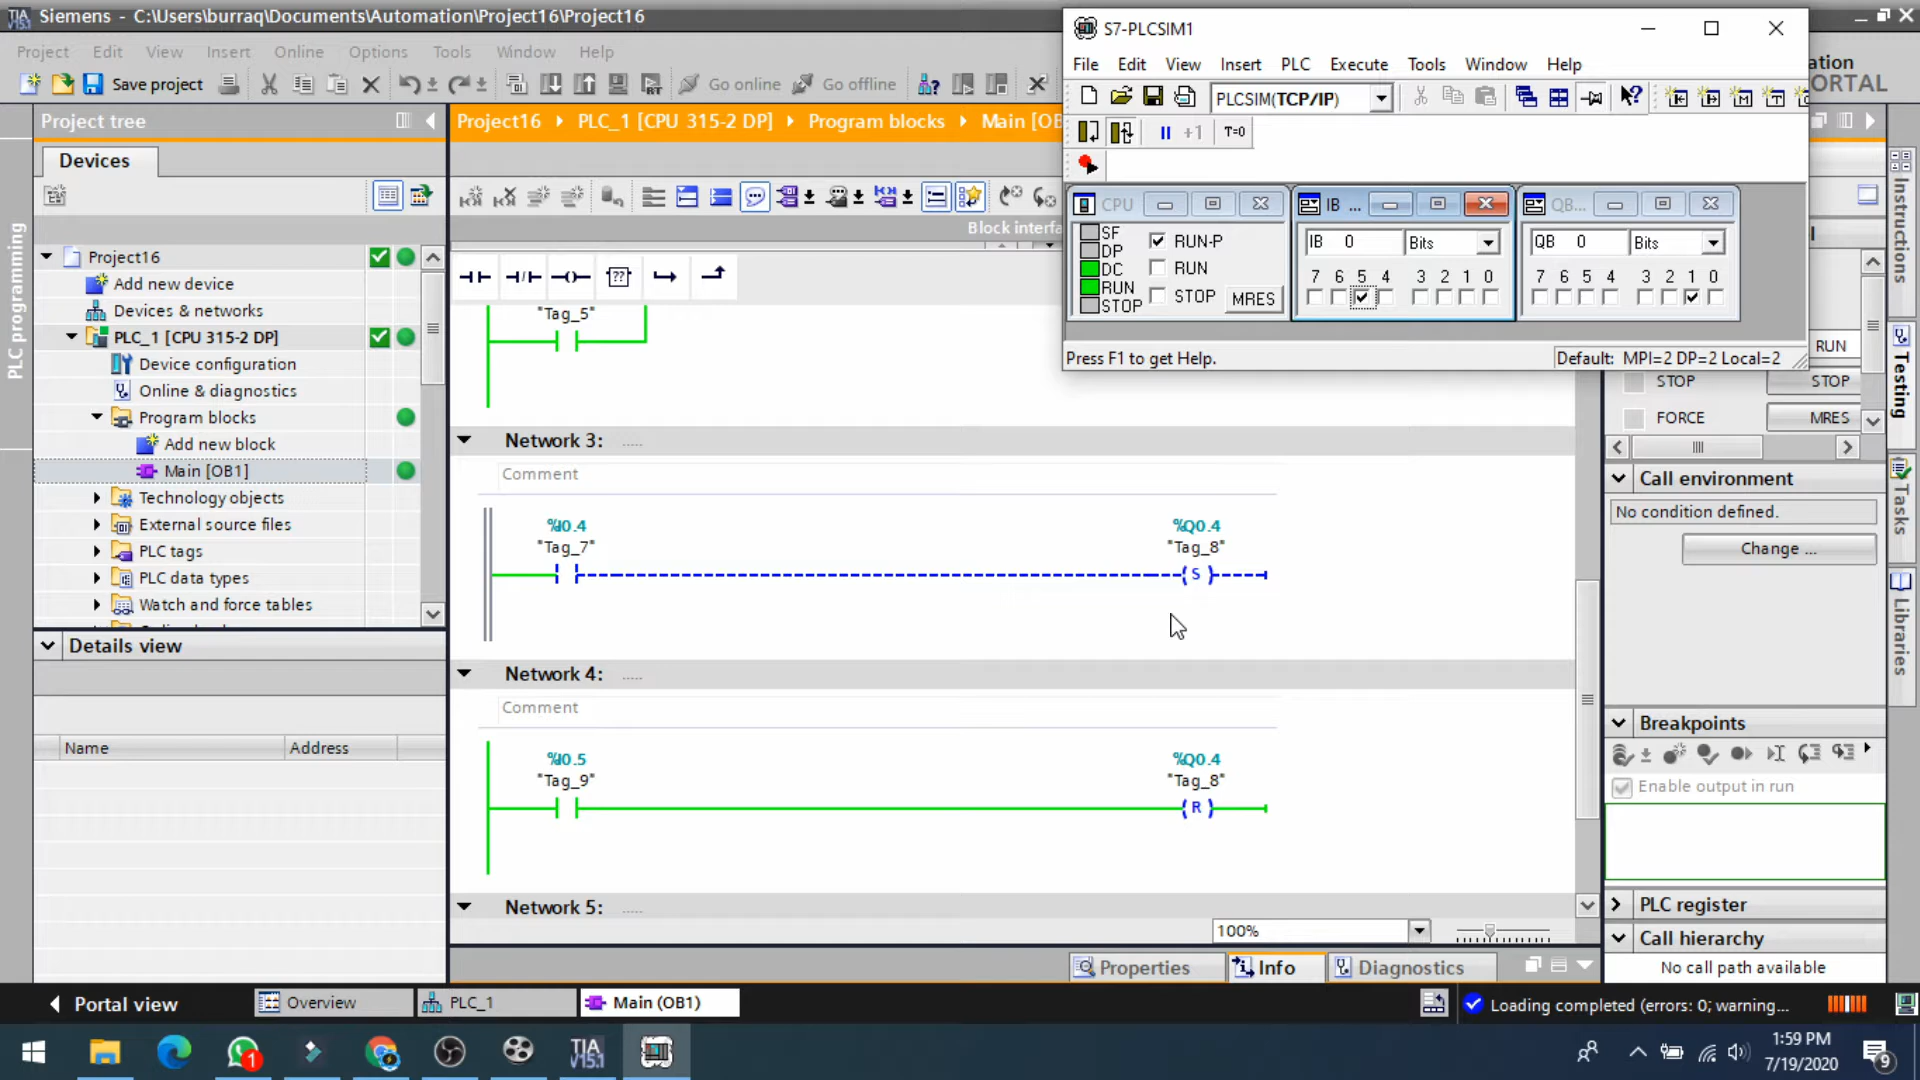 Siemens - C:\Users\burraq\Documents\Automation\Project16\Project16
Project Edit View Insert Online Options Tools Window Help
Save project
Go online
Go offline
PORTAL
Project tree
Devices
PLC programming
Project16
Add new device
Devices & networks
PLC_1 [CPU 315-2 DP]
Device configuration
Online & diagnostics
Program blocks
Add new block
Main [OB1]
Technology objects
External source files
PLC tags
PLC data types
Watch and force tables
Details view
Name Address
Project16 PLC_1 [CPU 315-2 DP] Program blocks Main [OB
Block interfa
??
"Tag_5"
Network 3: .....
Comment
%I0.4 %Q0.4
"Tag_7" "Tag_8"
S
Network 4: .....
Comment
%I0.5 %Q0.4
"Tag_9" "Tag_8"
R
Network 5: .....
100%
Properties Info Diagnostics
S7-PLCSIM1
File Edit View Insert PLC Execute Tools Window Help
PLCSIM(TCP/IP)
+1 T=0
CPU
SF
DP
DC
RUN
STOP
RUN-P
RUN
STOP
MRES
IB ...
IB 0 Bits
7 6 5 4 3 2 1 0
QB...
QB 0 Bits
7 6 5 4 3 2 1 0
Press F1 to get Help.
Default: MPI=2 DP=2 Local=2
RUN
STOP STOP
FORCE MRES
Call environment
No condition defined.
Change ...
Breakpoints
Enable output in run
PLC register
Call hierarchy
No call path available
Instructions
Testing
Tasks
Libraries
Portal view
Overview
PLC_1
Main (OB1)
Loading completed (errors: 0; warning...
1
TIA
V15.1
1:59 PM
7/19/2020
9